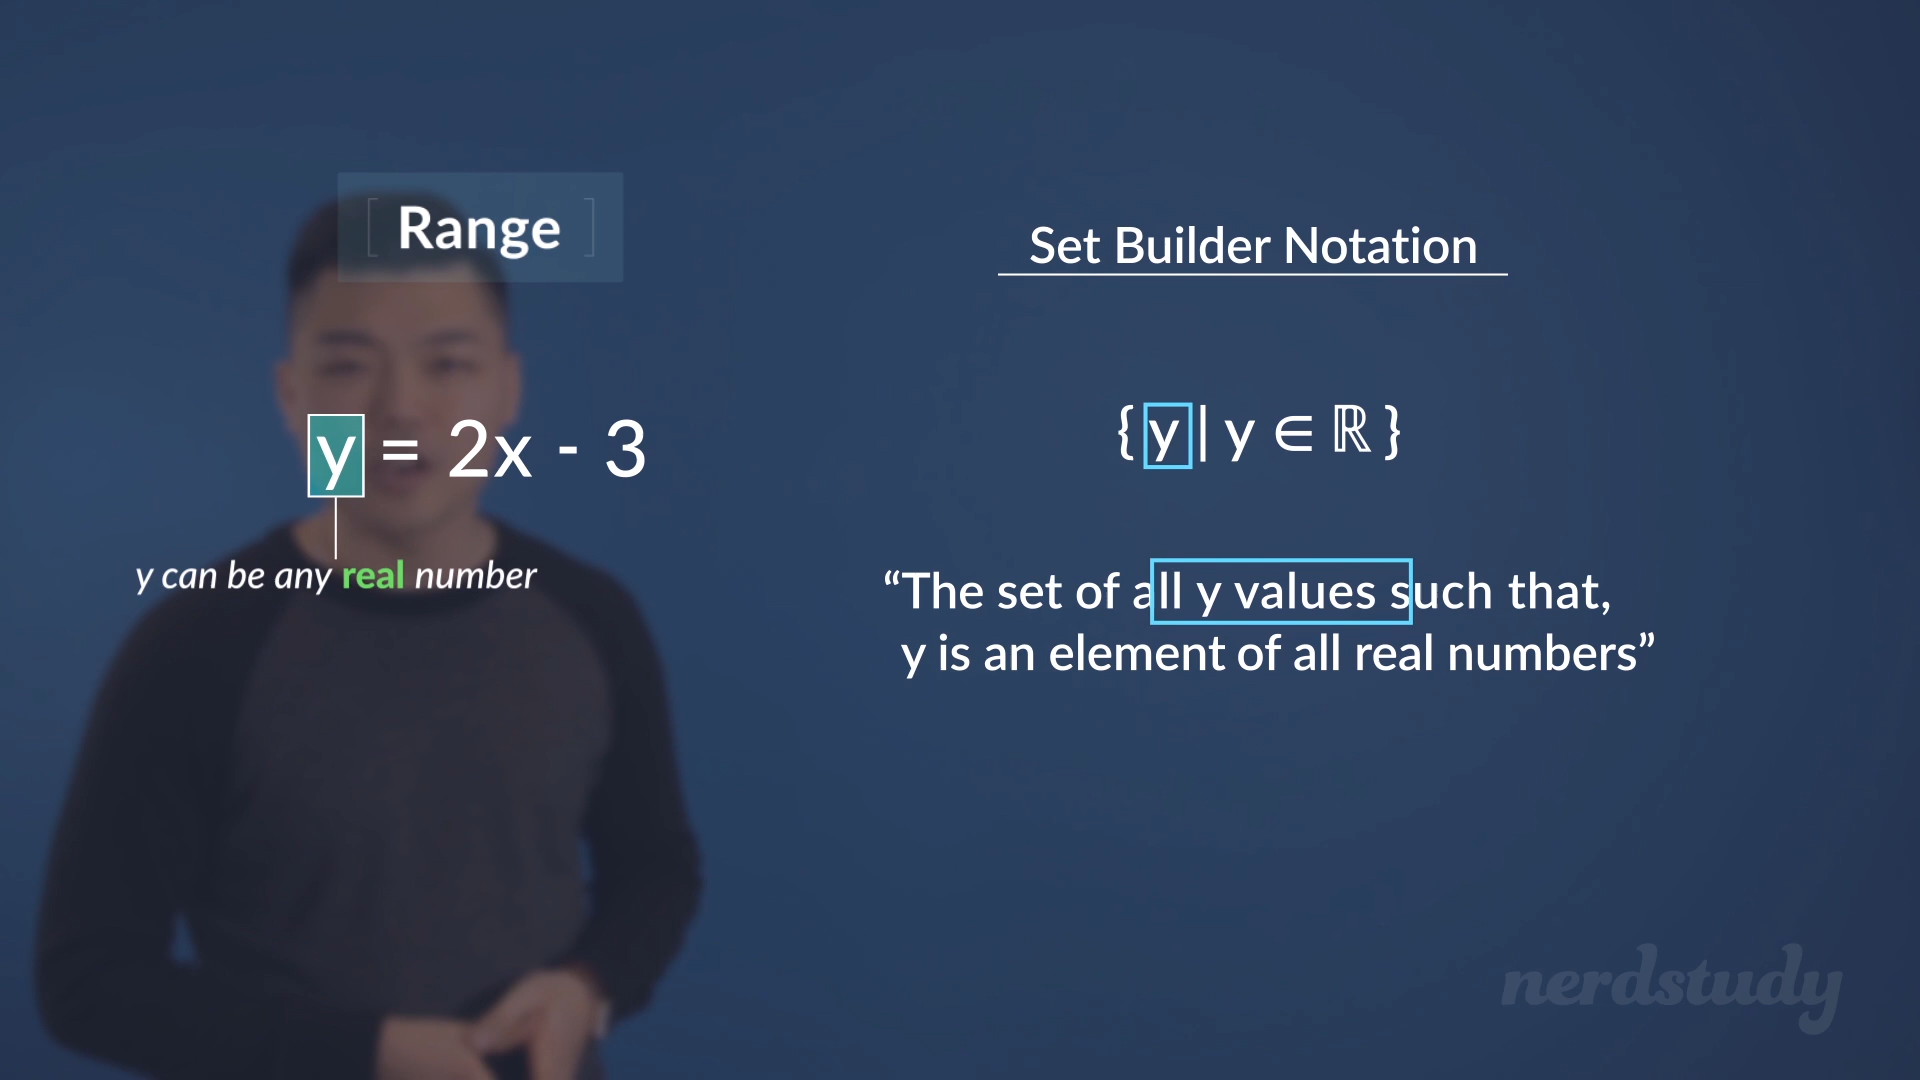 [ Range ]
y = 2x - 3
y can be any real number
Set Builder Notation
{ y | y ∈ ℝ }
“The set of all y values such that,
y is an element of all real numbers”
nerdstudy